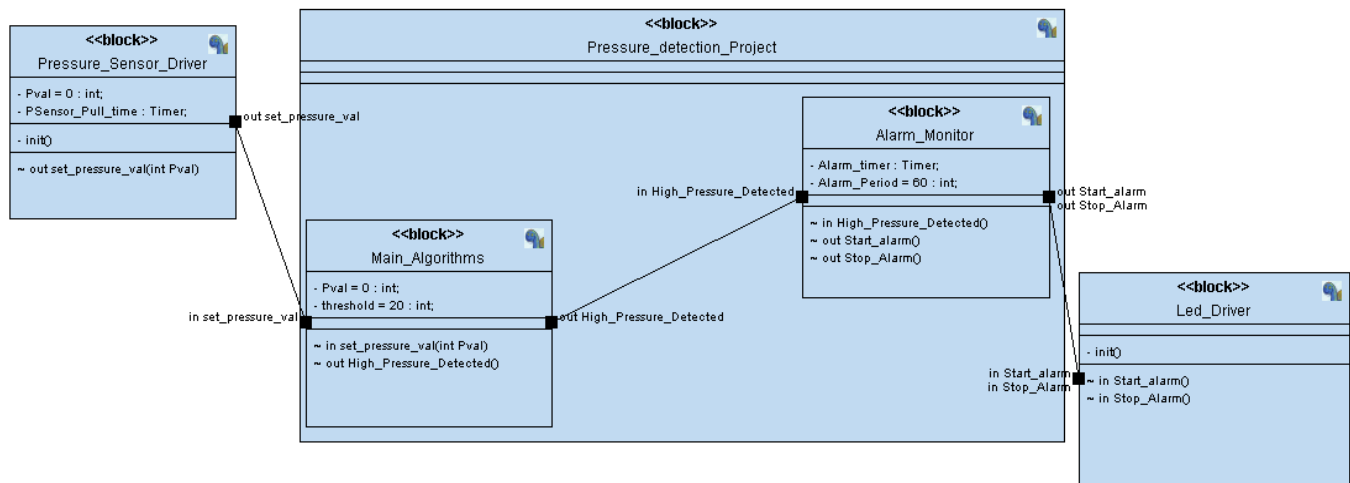 <<block>>
Pressure_Sensor_Driver
- Pval = 0 : int;
- PSensor_Pull_time : Timer;
- init()
~ out set_pressure_val(int Pval)
out set_pressure_val
<<block>>
Pressure_detection_Project
<<block>>
Main_Algorithms
- Pval = 0 : int;
- threshold = 20 : int;
~ in set_pressure_val(int Pval)
~ out High_Pressure_Detected()
in set_pressure_val
out High_Pressure_Detected
<<block>>
Alarm_Monitor
- Alarm_timer : Timer;
- Alarm_Period = 60 : int;
~ in High_Pressure_Detected()
~ out Start_alarm()
~ out Stop_Alarm()
in High_Pressure_Detected
out Start_alarm
out Stop_Alarm
<<block>>
Led_Driver
- init()
~ in Start_alarm()
~ in Stop_Alarm()
in Start_alarm
in Stop_Alarm